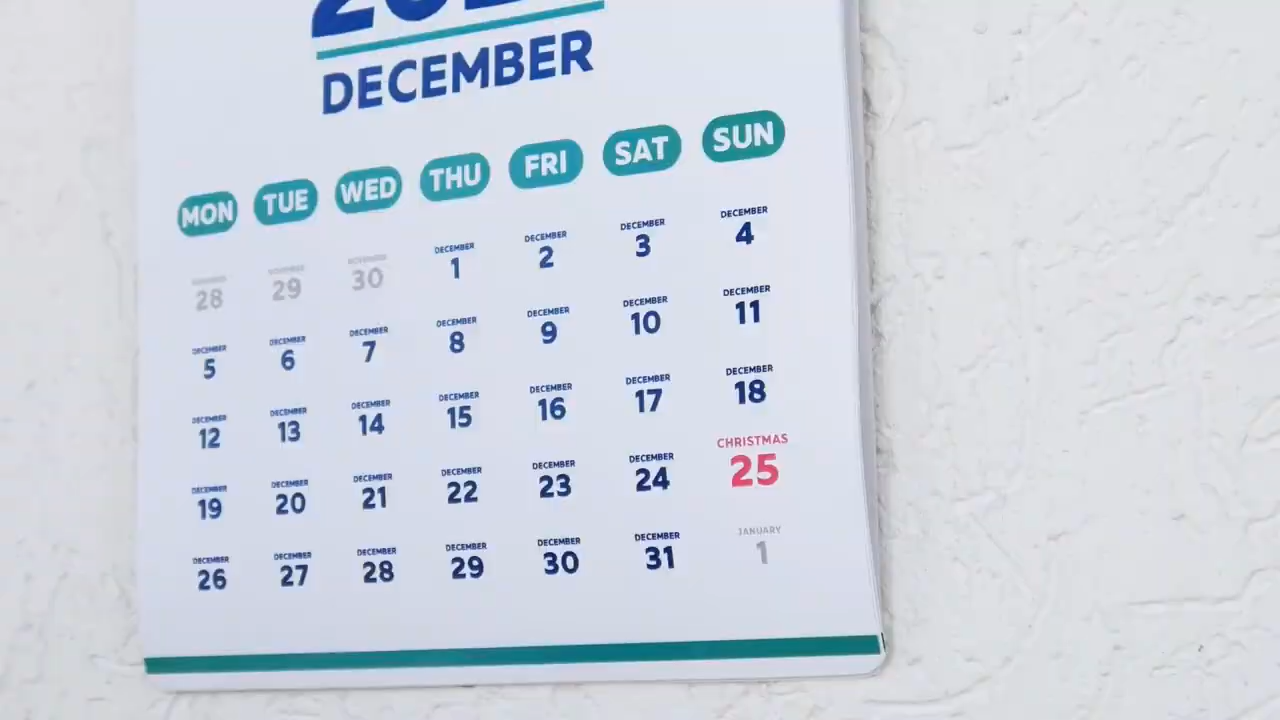 DECEMBER
MON TUE WED THU FRI SAT SUN
DECEMBER DECEMBER DECEMBER DECEMBER
28 29 30 1 2 3 4
DECEMBER DECEMBER DECEMBER DECEMBER DECEMBER DECEMBER DECEMBER
5 6 7 8 9 10 11
DECEMBER DECEMBER DECEMBER DECEMBER DECEMBER DECEMBER DECEMBER
12 13 14 15 16 17 18
DECEMBER DECEMBER DECEMBER DECEMBER DECEMBER DECEMBER CHRISTMAS
19 20 21 22 23 24 25
DECEMBER DECEMBER DECEMBER DECEMBER DECEMBER DECEMBER JANUARY
26 27 28 29 30 31 1